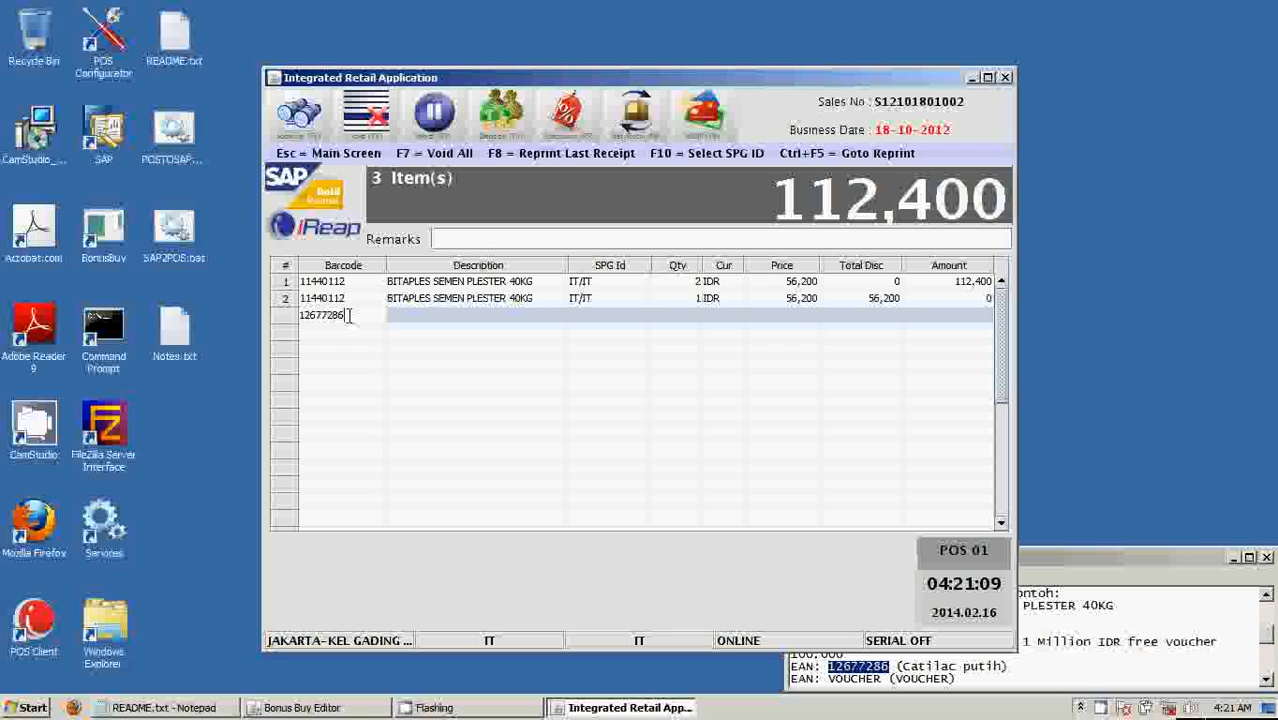 Recycle Bin
POS Configurator
README.txt
CamStudio_...
SAP
POSTOSAP....
Acrobat.com
BonusBuy
SAP2POS.bat
Adobe Reader 9
Command Prompt
Notes.txt
CamStudio
FileZilla Server Interface
Mozilla Firefox
Services
POS Client
Windows Explorer
Integrated Retail Application
Sales No : S12101801002
Business Date : 18-10-2012
Esc = Main Screen F7 = Void All F8 = Reprint Last Receipt F10 = Select SPG ID Ctrl+F5 = Goto Reprint
SAP
Gold
iReap
3 Item(s)
112,400
Remarks
# Barcode Description SPG Id Qty Cur Price Total Disc Amount
1 11440112 BITAPLES SEMEN PLESTER 40KG IT/IT 2 IDR 56,200 0 112,400
2 11440112 BITAPLES SEMEN PLESTER 40KG IT/IT 1 IDR 56,200 56,200 0
12677286
POS 01
04:21:09
2014.02.16
JAKARTA- KEL GADING ... IT IT ONLINE SERIAL OFF
ontoh:
PLESTER 40KG
1 Million IDR free voucher
100.000
EAN: 12677286 (Catilac putih)
EAN: VOUCHER (VOUCHER)
Start
README.txt - Notepad
Bonus Buy Editor
Flashing
Integrated Retail App...
4:21 AM